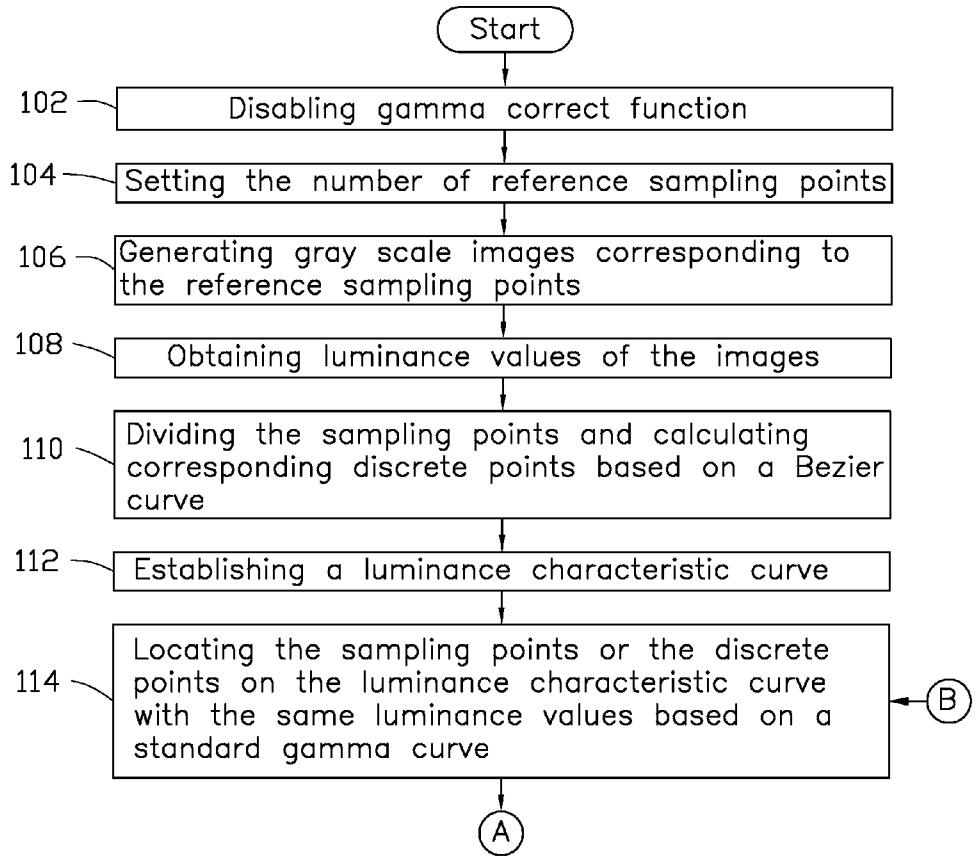 Start
102
Disabling gamma correct function
104
Setting the number of reference sampling points
106
Generating gray scale images corresponding to
the reference sampling points
108
Obtaining luminance values of the images
110
Dividing the sampling points and calculating
corresponding discrete points based on a Bezier
curve
112
Establishing a luminance characteristic curve
114
Locating the sampling points or the discrete
points on the luminance characteristic curve
with the same luminance values based on a
standard gamma curve
B
A